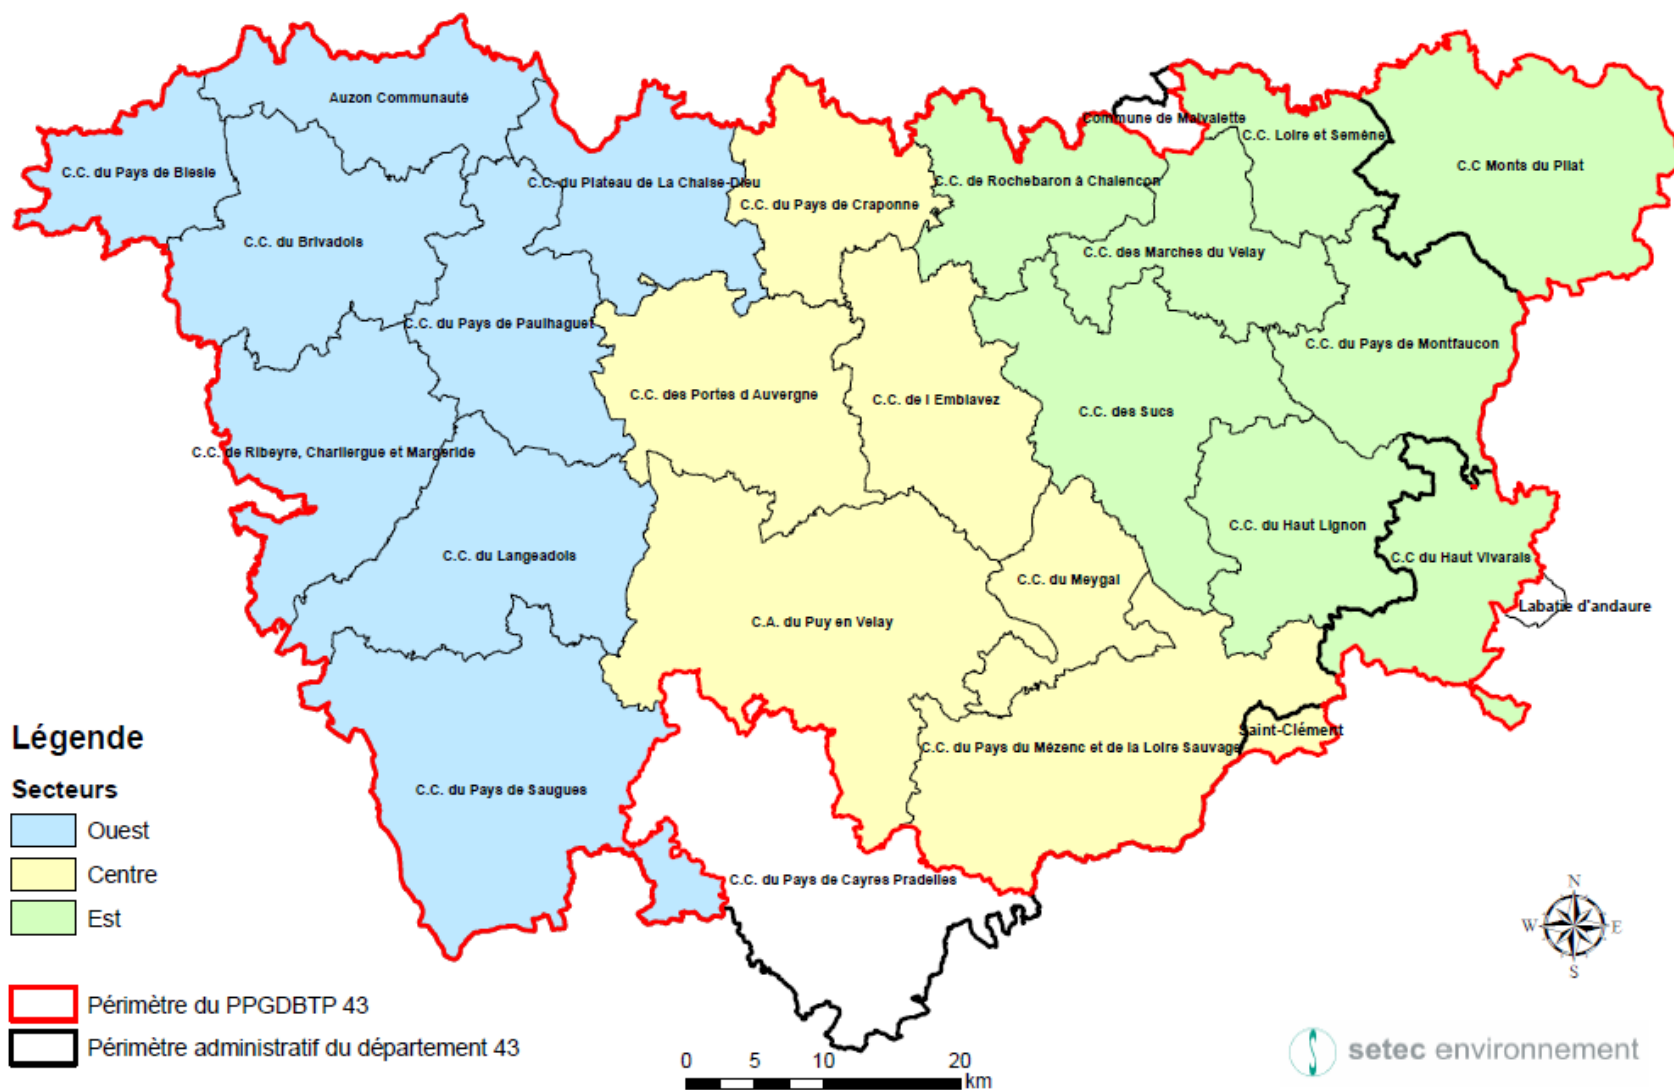 Auzon Communauté
Commune de Malvalette
C.C. Loire et Semène
C.C Monts du Pilat
C.C. du Pays de Blesle
C.C. du Plateau de La Chaise-Dieu
C.C. de Rochebaron à Chalencon
C.C. du Pays de Craponne
C.C. du Brivadois
C.C. des Marches du Velay
C.C. du Pays de Paulhaguet
C.C. du Pays de Montfaucon
C.C. des Portes d Auvergne
C.C. de l Emblavez
C.C. des Sucs
C.C. de Ribeyre, Charliergue et Margeride
C.C. du Haut Lignon
C.C. du Langeadois
C.C du Haut Vivarais
C.C. du Meygal
Labatie d'andaure
C.A. du Puy en Velay
Saint-Clément
C.C. du Pays du Mézenc et de la Loire Sauvage
C.C. du Pays de Saugues
C.C. du Pays de Cayres Pradelles
Légende
Secteurs
Ouest
Centre
Est
Périmètre du PPGDBTP 43
Périmètre administratif du département 43
N
W E
S
0 5 10 20
km
setec environnement